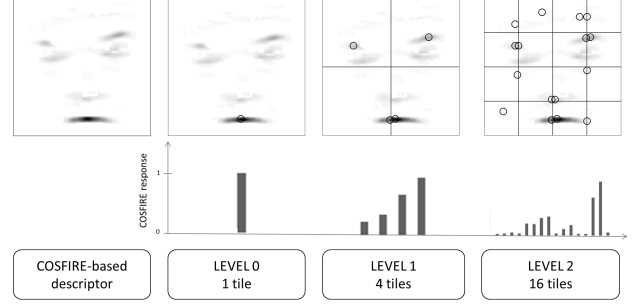 COSFIRE response
1
0
COSFIRE-based
descriptor
LEVEL 0
1 tile
LEVEL 1
4 tiles
LEVEL 2
16 tiles